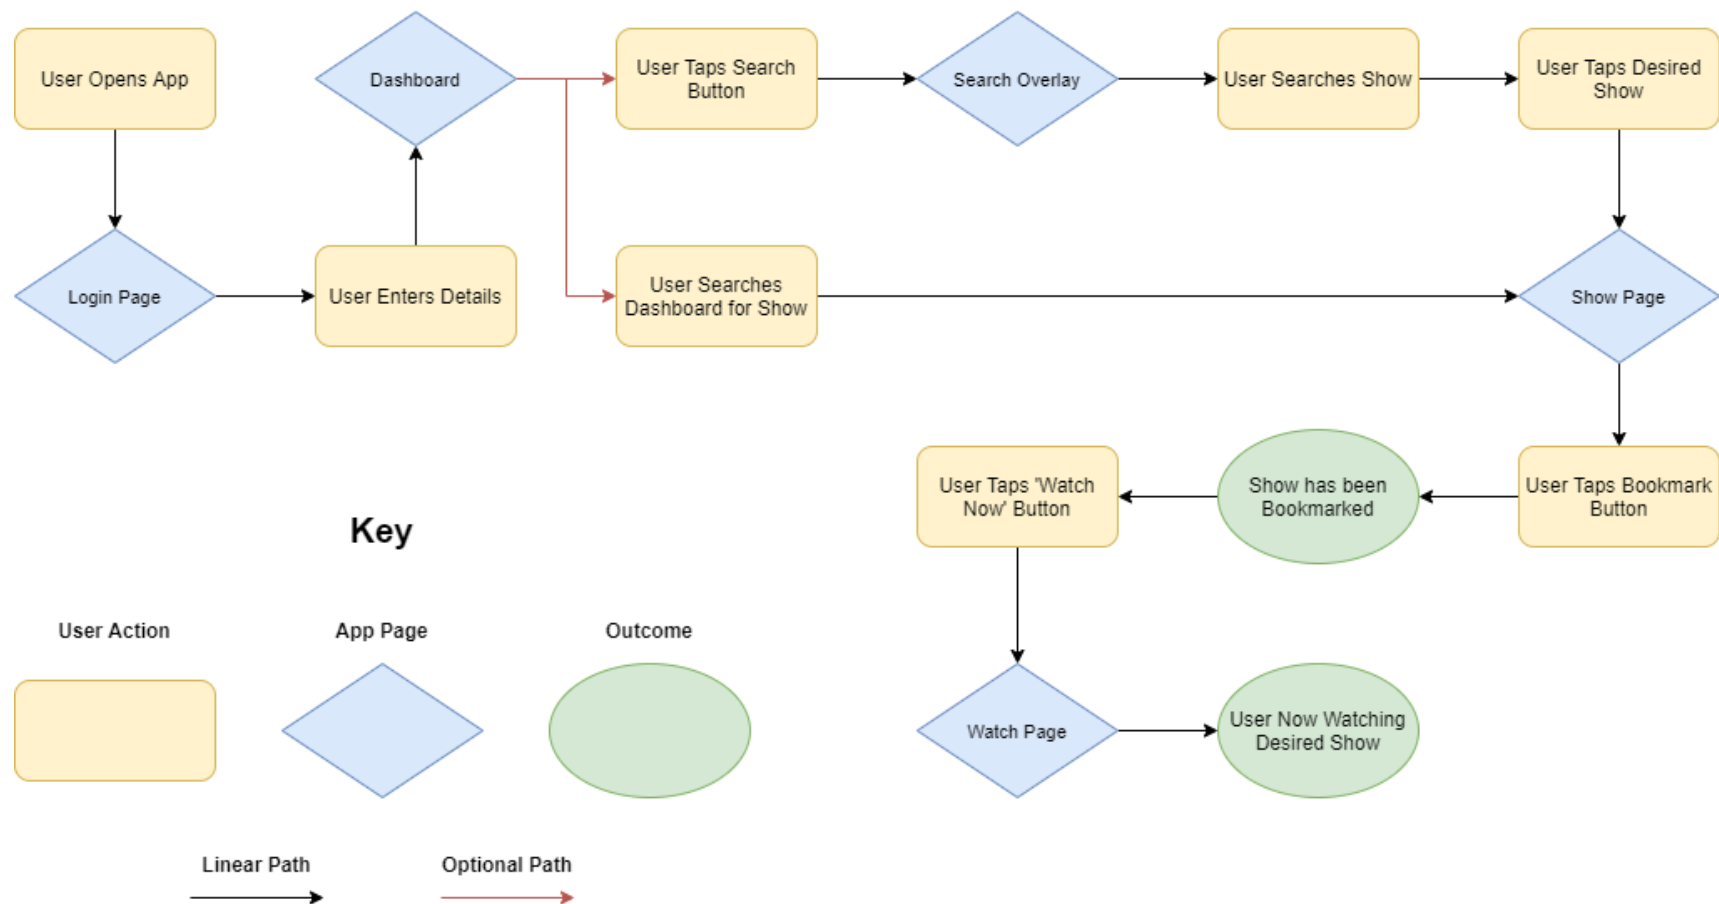 User Opens App
Dashboard
User Taps Search
Button
Search Overlay
User Searches Show
User Taps Desired
Show
Login Page
User Enters Details
User Searches
Dashboard for Show
Show Page
User Taps 'Watch
Now' Button
Show has been
Bookmarked
User Taps Bookmark
Button
Key
User Action
App Page
Outcome
Watch Page
User Now Watching
Desired Show
Linear Path
Optional Path